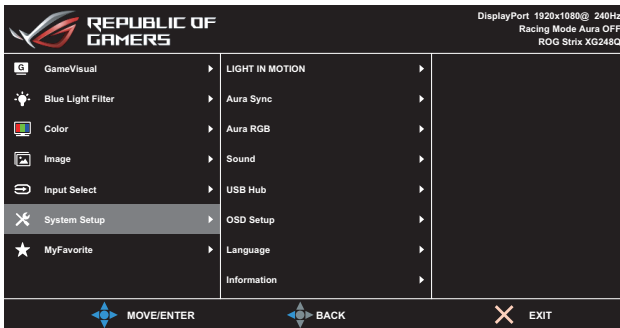 REPUBLIC OF
GAMERS
DisplayPort 1920x1080@ 240Hz
Racing Mode Aura OFF
ROG Strix XG248Q
G
GameVisual
Blue Light Filter
Color
Image
Input Select
System Setup
MyFavorite
LIGHT IN MOTION
Aura Sync
Aura RGB
Sound
USB Hub
OSD Setup
Language
Information
MOVE/ENTER
BACK
EXIT